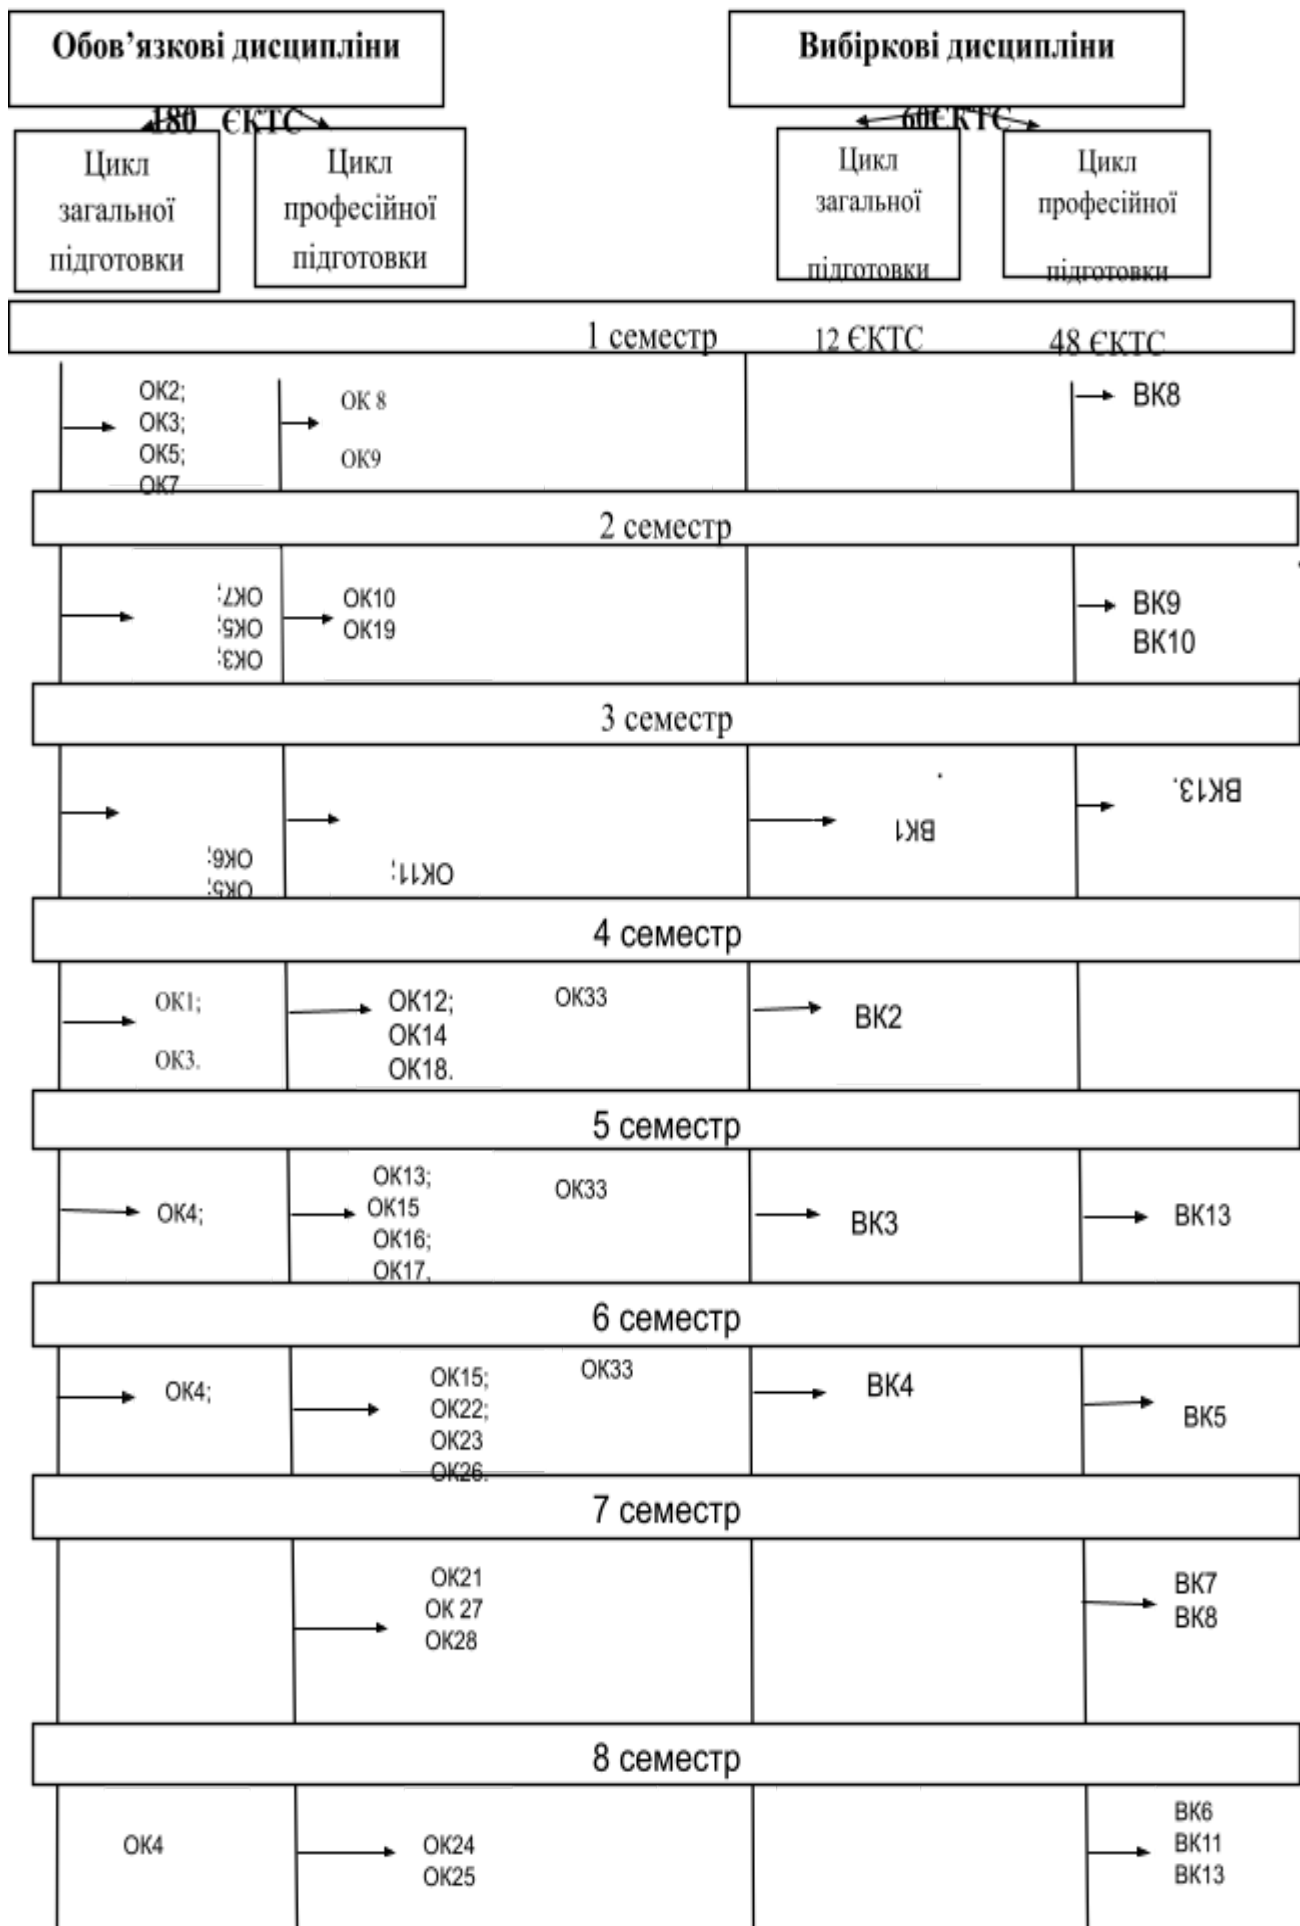 Обов’язкові дисципліни
180 ЄКТС
Вибіркові дисципліни
60ЄКТС
Цикл
загальної
підготовки
Цикл
професійної
підготовки
Цикл
загальної
підготовки
12 ЄКТС
Цикл
професійної
підготовки
48 ЄКТС
1 семестр
ОК2;
ОК3;
ОК5;
ОК7
ОК 8
ОК9
ВК8
2 семестр
ОК3;
ОК5;
ОК7;
ОК10
ОК19
ВК9
ВК10
3 семестр
ОК5;
ОК6;
ОК11;
ВК1
ВК13.
4 семестр
ОК1;
ОК3.
ОК12;
ОК14
ОК18.
ОК33
ВК2
5 семестр
ОК4;
ОК13;
ОК15
ОК16;
ОК17,
ОК33
ВК3
ВК13
6 семестр
ОК4;
ОК15;
ОК22;
ОК23
ОК26.
ОК33
ВК4
ВК5
7 семестр
ОК21
ОК 27
ОК28
ВК7
ВК8
8 семестр
ОК4
ОК24
ОК25
ВК6
ВК11
ВК13